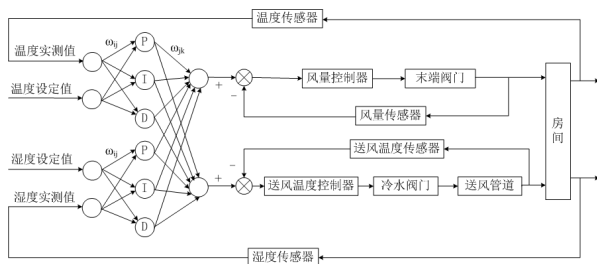 温度传感器
温度实测值
ωij
P
ωjk
I
+
风量控制器
末端阀门
温度设定值
−
D
风量传感器
房间
湿度设定值
ωij
P
−
送风温度传感器
I
+
送风温度控制器
冷水阀门
送风管道
湿度实测值
D
湿度传感器